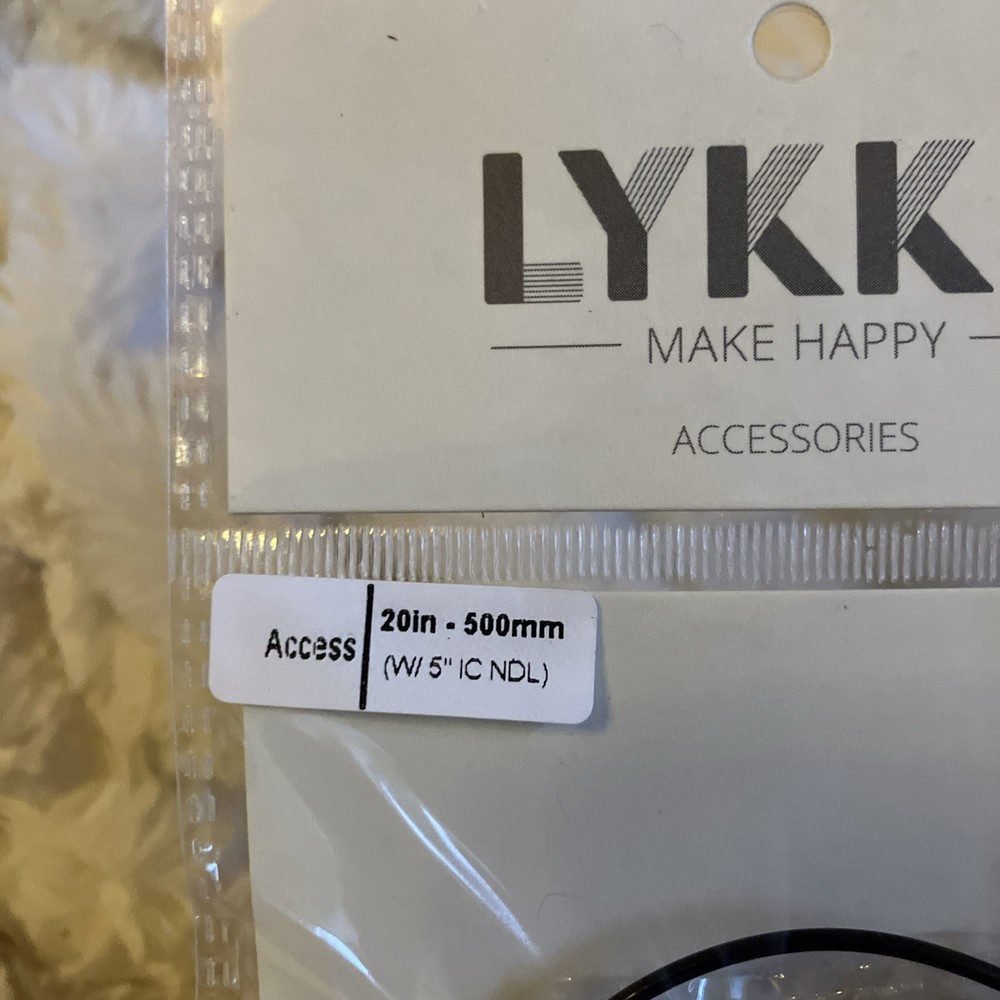 LYKK
MAKE HAPPY
ACCESSORIES
Access
20in - 500mm
(W/ 5" IC NDL)